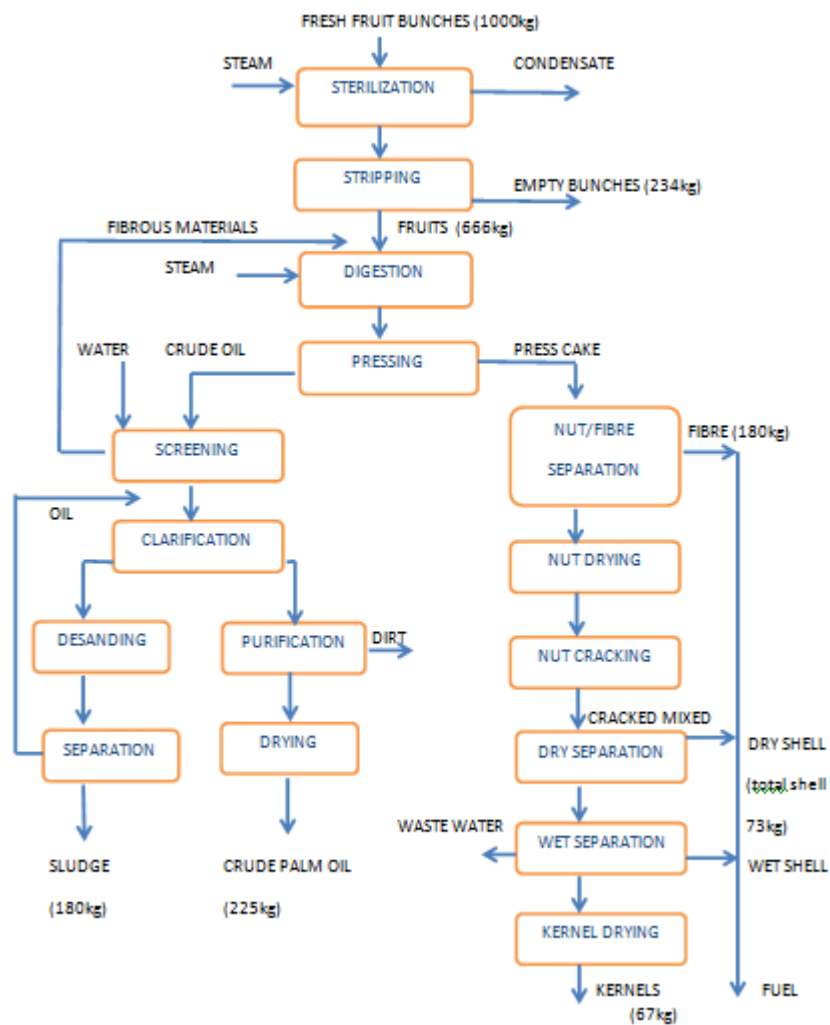 FRESH FRUIT BUNCHES (1000kg)
STEAM
CONDENSATE
STERILIZATION
STRIPPING
EMPTY BUNCHES (234kg)
FIBROUS MATERIALS
FRUITS (666kg)
STEAM
DIGESTION
WATER
CRUDE OIL
PRESSING
PRESS CAKE
SCREENING
NUT/FIBRE
SEPARATION
FIBRE (180kg)
OIL
CLARIFICATION
NUT DRYING
DESANDING
PURIFICATION
DIRT
NUT CRACKING
CRACKED MIXED
SEPARATION
DRYING
DRY SEPARATION
DRY SHELL
(total shell
73kg)
WASTE WATER
WET SEPARATION
WET SHELL
SLUDGE
(180kg)
CRUDE PALM OIL
(225kg)
KERNEL DRYING
KERNELS
(67kg)
FUEL